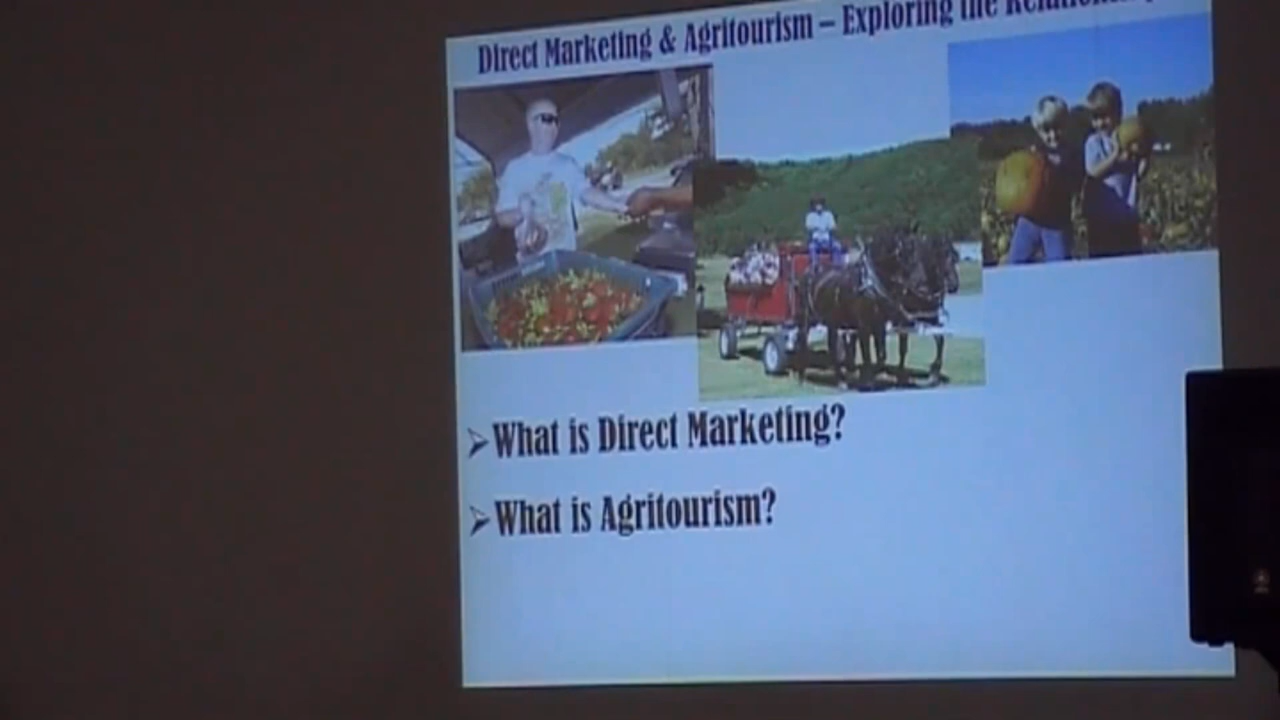 Direct Marketing & Agritourism – Exploring the
What is Direct Marketing?
What is Agritourism?